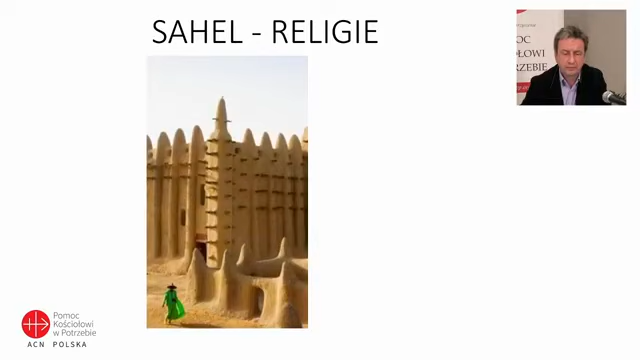 SAHEL - RELIGIE
Pomoc
Kościołowi
w Potrzebie
ACN POLSKA